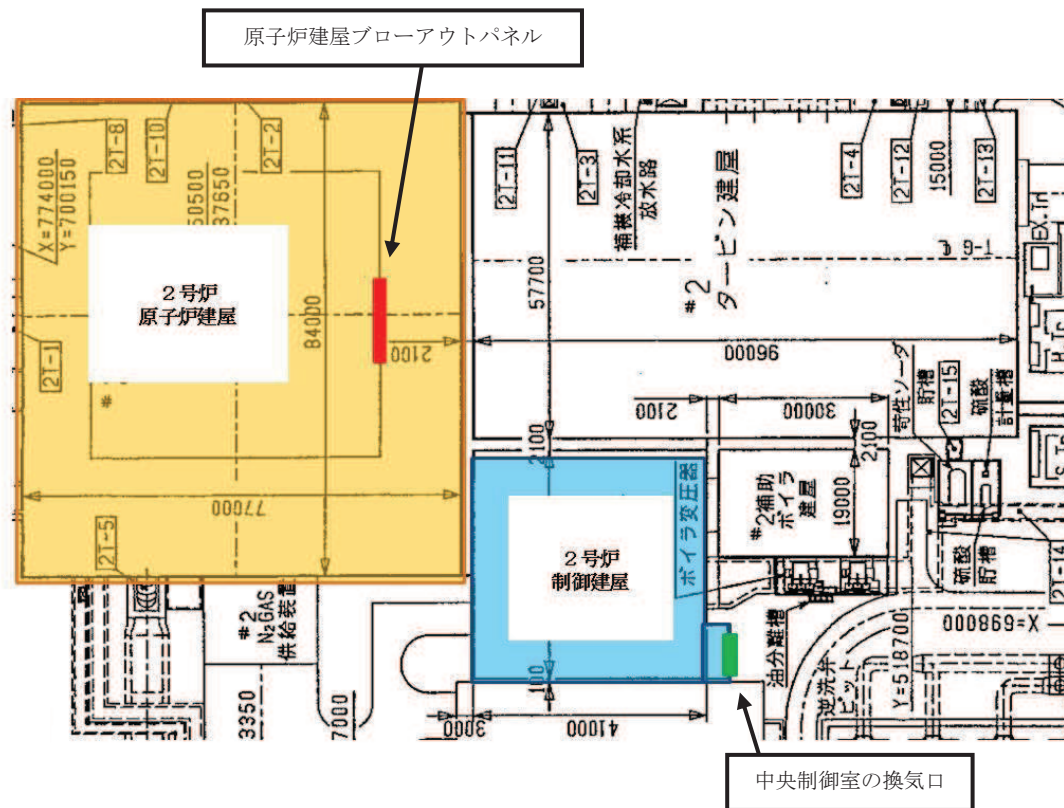 原子炉建屋ブローアウトパネル
2T-8
2T-10
2T-2
2T-11
2T-3
補機冷却水系
放水路
2T-4
2T-12
15000
2T-13
EX.Tr
X=774000
Y=700150
50500
37650
57700
#2
タービン建屋
T-G
2号炉
原子炉建屋
84000
2100
96000
2T-1
#
2100
30000
苛性ソーダ
貯槽
2T-15
硫酸
計量槽
2100
2100
77000
2T-5
ボイラ変圧器
#2補助
ボイラ
建屋
19000
2号炉
制御建屋
硫酸
貯槽
2T-14
#2
N₂GAS
供給装置
油分離槽
逆洗弁
ピット
Y=518700
X=698000
100
3350
7000
3000
41000
中央制御室の換気口